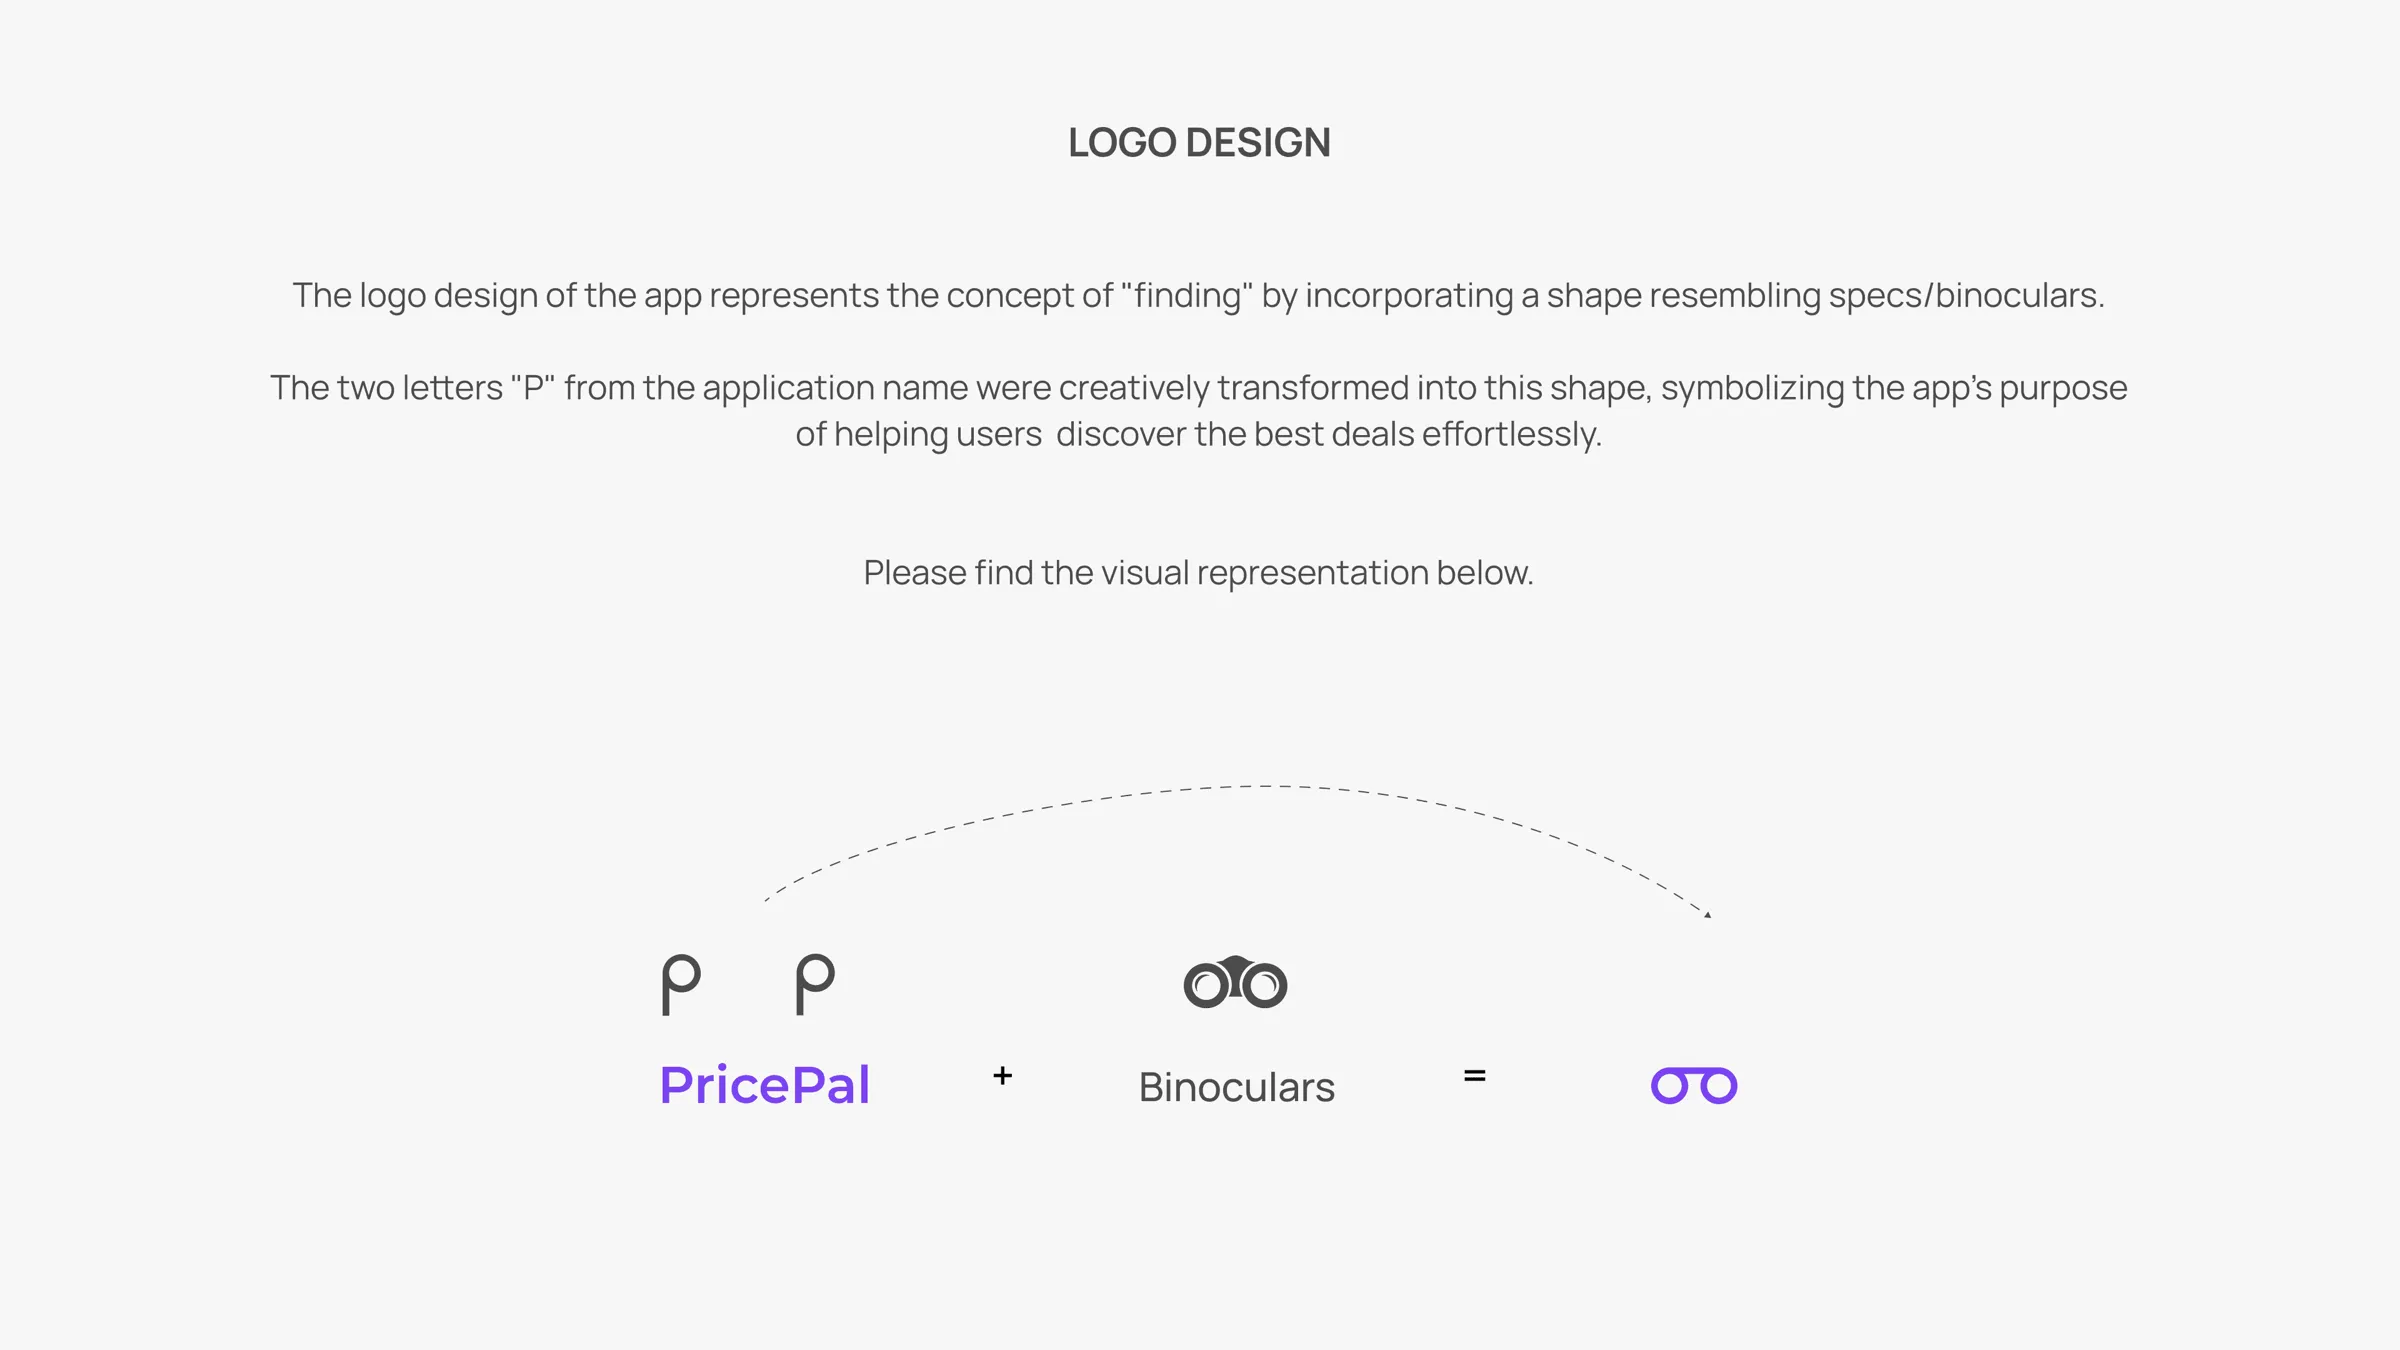 LOGO DESIGN
The logo design of the app represents the concept of "finding" by incorporating a shape resembling specs/binoculars.
The two letters "P" from the application name were creatively transformed into this shape, symbolizing the app's purpose
of helping users  discover the best deals effortlessly.
Please find the visual representation below.
P P
PricePal + Binoculars =